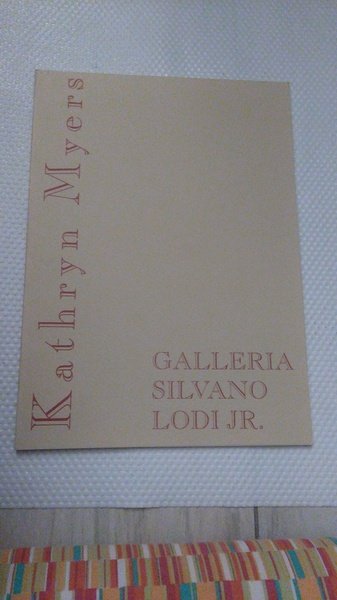 Kathryn Myers
GALLERIA
SILVANO
LODI JR.